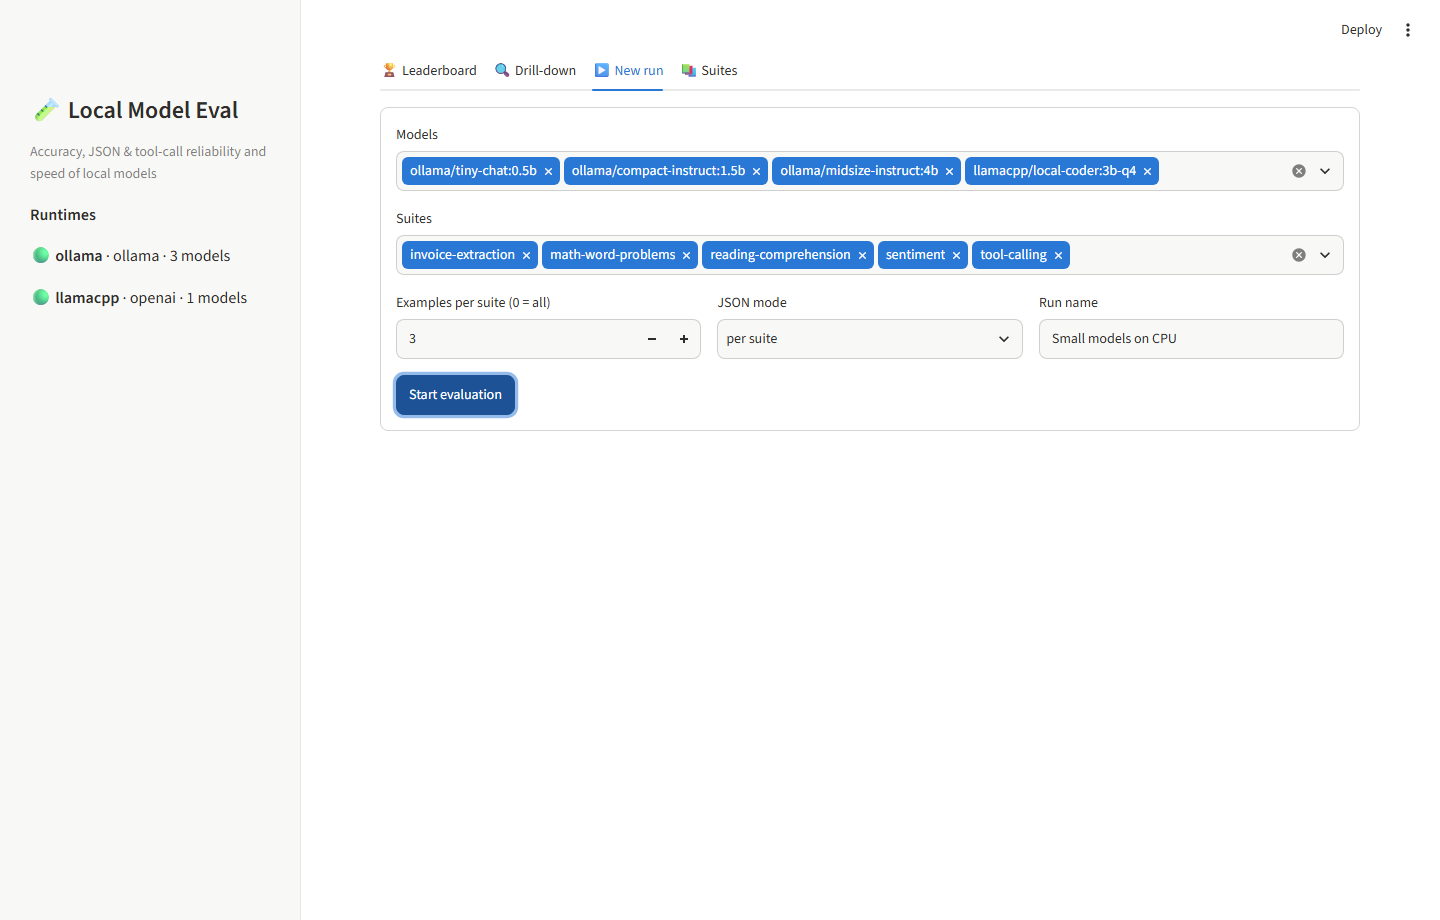 Deploy
Leaderboard
Drill-down
New run
Suites
Local Model Eval
Accuracy, JSON & tool-call reliability and
speed of local models
Runtimes
ollama · ollama · 3 models
llamacpp · openai · 1 models
Models
ollama/tiny-chat:0.5b
ollama/compact-instruct:1.5b
ollama/midsize-instruct:4b
llamacpp/local-coder:3b-q4
Suites
invoice-extraction
math-word-problems
reading-comprehension
sentiment
tool-calling
Examples per suite (0 = all)
JSON mode
Run name
3
per suite
Small models on CPU
Start evaluation